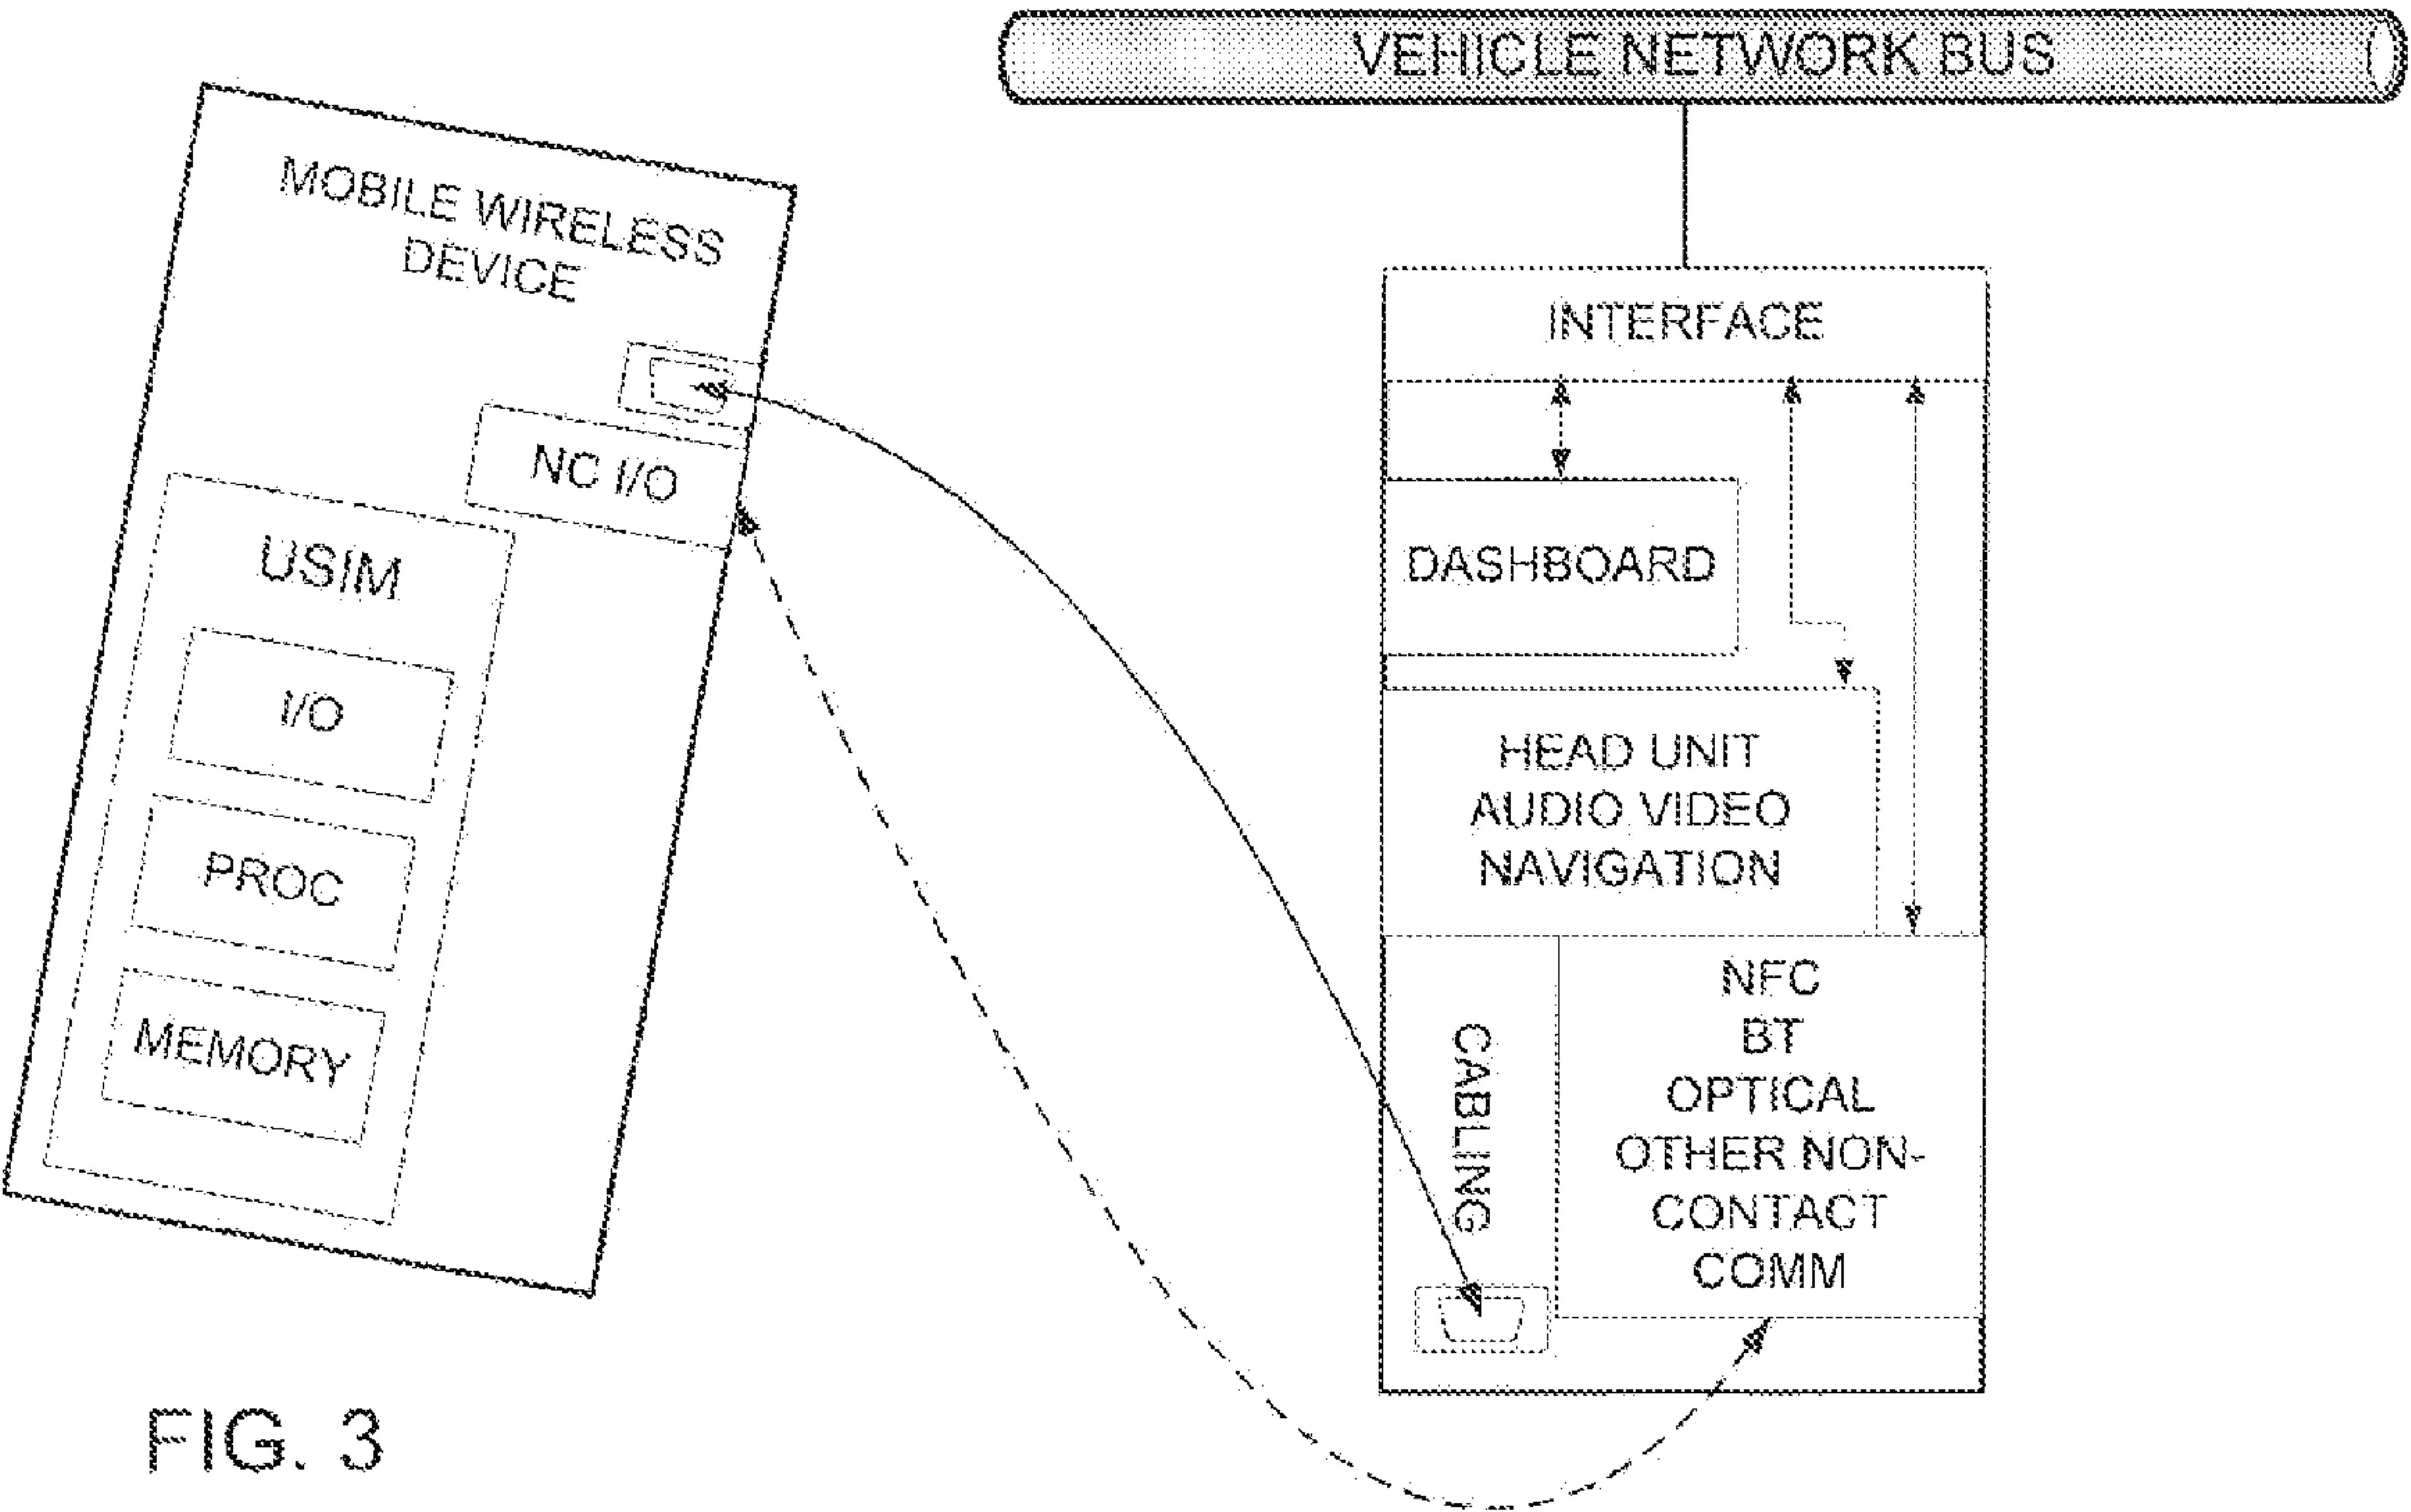 VEHICLE NETWORK BUS
MOBILE WIRELESS
DEVICE
NC I/O
USIM
I/O
PROC
MEMORY
INTERFACE
DASHBOARD
HEAD UNIT
AUDIO VIDEO
NAVIGATION
CABLING
NFC
BT
OPTICAL
OTHER NON-
CONTACT
COMM
FIG. 3